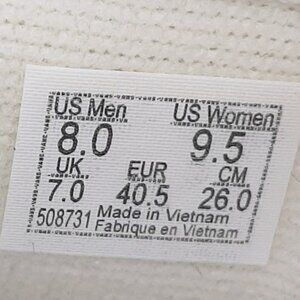 US Men US Women
8.0 9.5
UK EUR CM
7.0 40.5 26.0
508731 Made in Vietnam
Fabrique en Vietnam